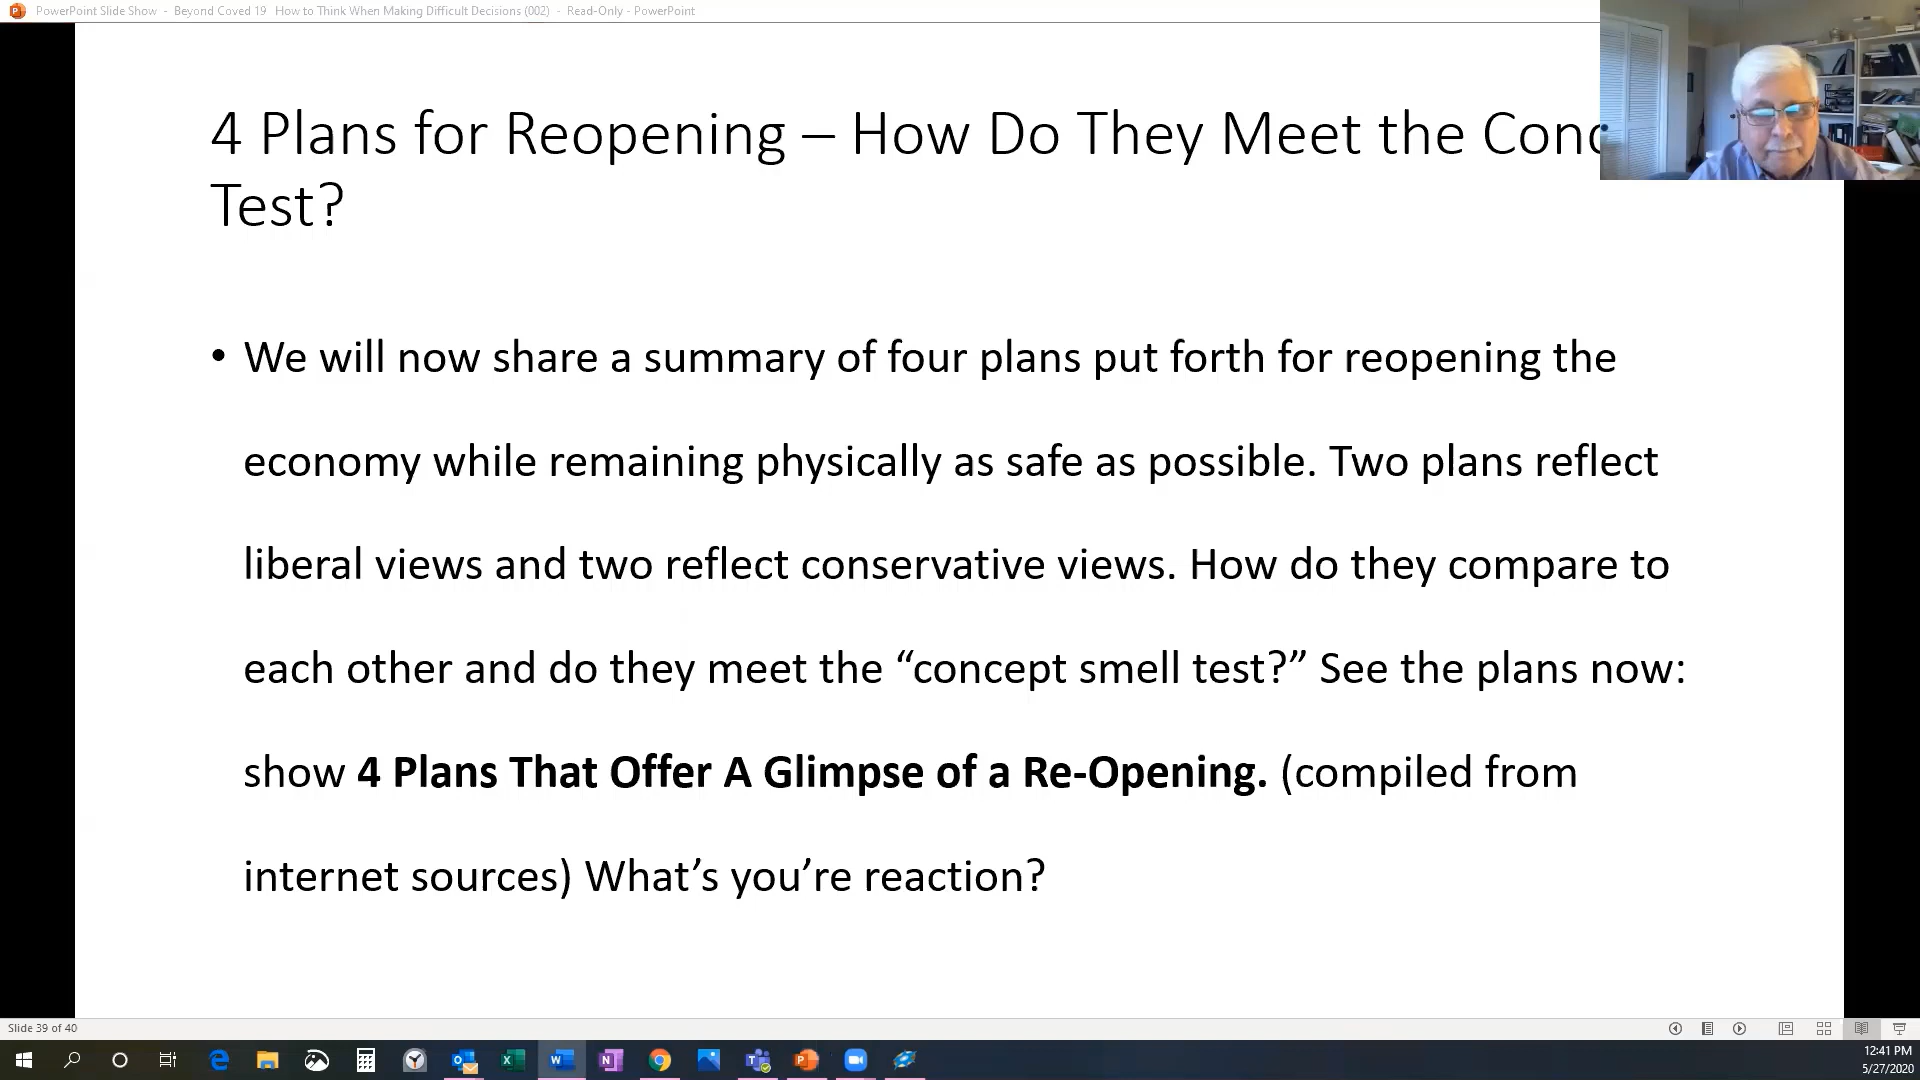 PowerPoint Slide Show - Beyond Coved 19 How to Think When Making Difficult Decisions (002) - Read-Only - PowerPoint
4 Plans for Reopening – How Do They Meet the
Test?
• We will now share a summary of four plans put forth for reopening the
economy while remaining physically as safe as possible. Two plans reflect
liberal views and two reflect conservative views. How do they compare to
each other and do they meet the “concept smell test?” See the plans now:
show 4 Plans That Offer A Glimpse of a Re-Opening. (compiled from
internet sources) What’s you’re reaction?
Slide 39 of 40
12:41 PM
5/27/2020